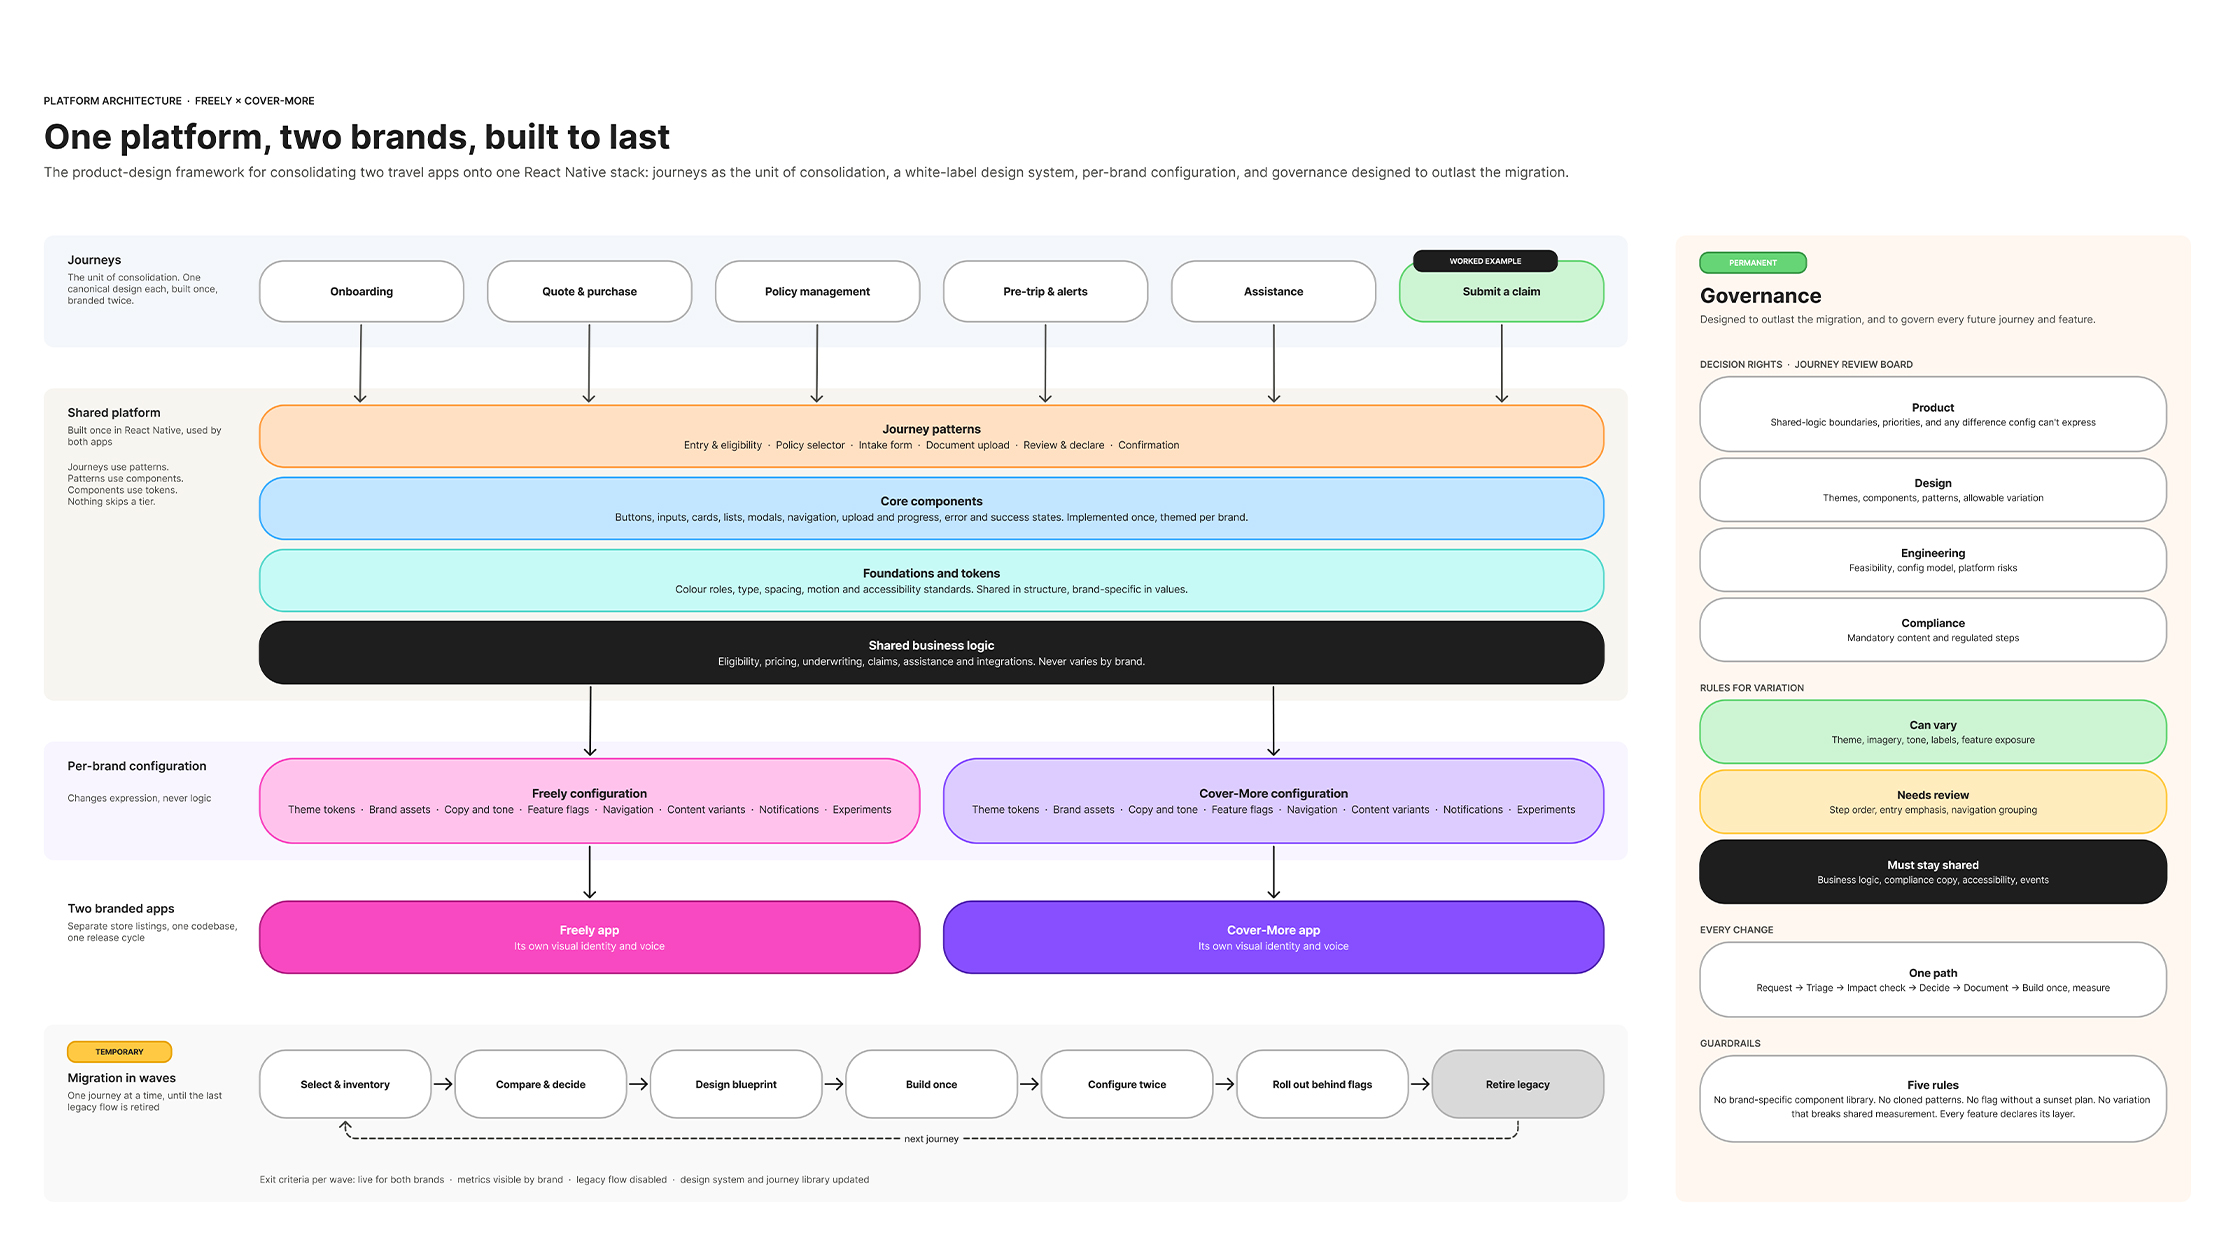 PLATFORM ARCHITECTURE · FREELY × COVER-MORE
One platform, two brands, built to last
The product-design framework for consolidating two travel apps onto one React Native stack: journeys as the unit of consolidation, a white-label design system, per-brand configuration, and governance designed to outlast the migration.
Journeys
The unit of consolidation. One
canonical design each, built once,
branded twice.
Onboarding
Quote & purchase
Policy management
Pre-trip & alerts
Assistance
WORKED EXAMPLE
Submit a claim
Shared platform
Built once in React Native, used by
both apps
Journeys use patterns.
Patterns use components.
Components use tokens.
Nothing skips a tier.
Journey patterns
Entry & eligibility · Policy selector · Intake form · Document upload · Review & declare · Confirmation
Core components
Buttons, inputs, cards, lists, modals, navigation, upload and progress, error and success states. Implemented once, themed per brand.
Foundations and tokens
Colour roles, type, spacing, motion and accessibility standards. Shared in structure, brand-specific in values.
Shared business logic
Eligibility, pricing, underwriting, claims, assistance and integrations. Never varies by brand.
Per-brand configuration
Changes expression, never logic
Freely configuration
Theme tokens · Brand assets · Copy and tone · Feature flags · Navigation · Content variants · Notifications · Experiments
Cover-More configuration
Theme tokens · Brand assets · Copy and tone · Feature flags · Navigation · Content variants · Notifications · Experiments
Two branded apps
Separate store listings, one codebase,
one release cycle
Freely app
Its own visual identity and voice
Cover-More app
Its own visual identity and voice
TEMPORARY
Migration in waves
One journey at a time, until the last
legacy flow is retired
Select & inventory
Compare & decide
Design blueprint
Build once
Configure twice
Roll out behind flags
Retire legacy
next journey
Exit criteria per wave: live for both brands · metrics visible by brand · legacy flow disabled · design system and journey library updated
PERMANENT
Governance
Designed to outlast the migration, and to govern every future journey and feature.
DECISION RIGHTS · JOURNEY REVIEW BOARD
Product
Shared-logic boundaries, priorities, and any difference config can't express
Design
Themes, components, patterns, allowable variation
Engineering
Feasibility, config model, platform risks
Compliance
Mandatory content and regulated steps
RULES FOR VARIATION
Can vary
Theme, imagery, tone, labels, feature exposure
Needs review
Step order, entry emphasis, navigation grouping
Must stay shared
Business logic, compliance copy, accessibility, events
EVERY CHANGE
One path
Request → Triage → Impact check → Decide → Document → Build once, measure
GUARDRAILS
Five rules
No brand-specific component library. No cloned patterns. No flag without a sunset plan. No variation
that breaks shared measurement. Every feature declares its layer.